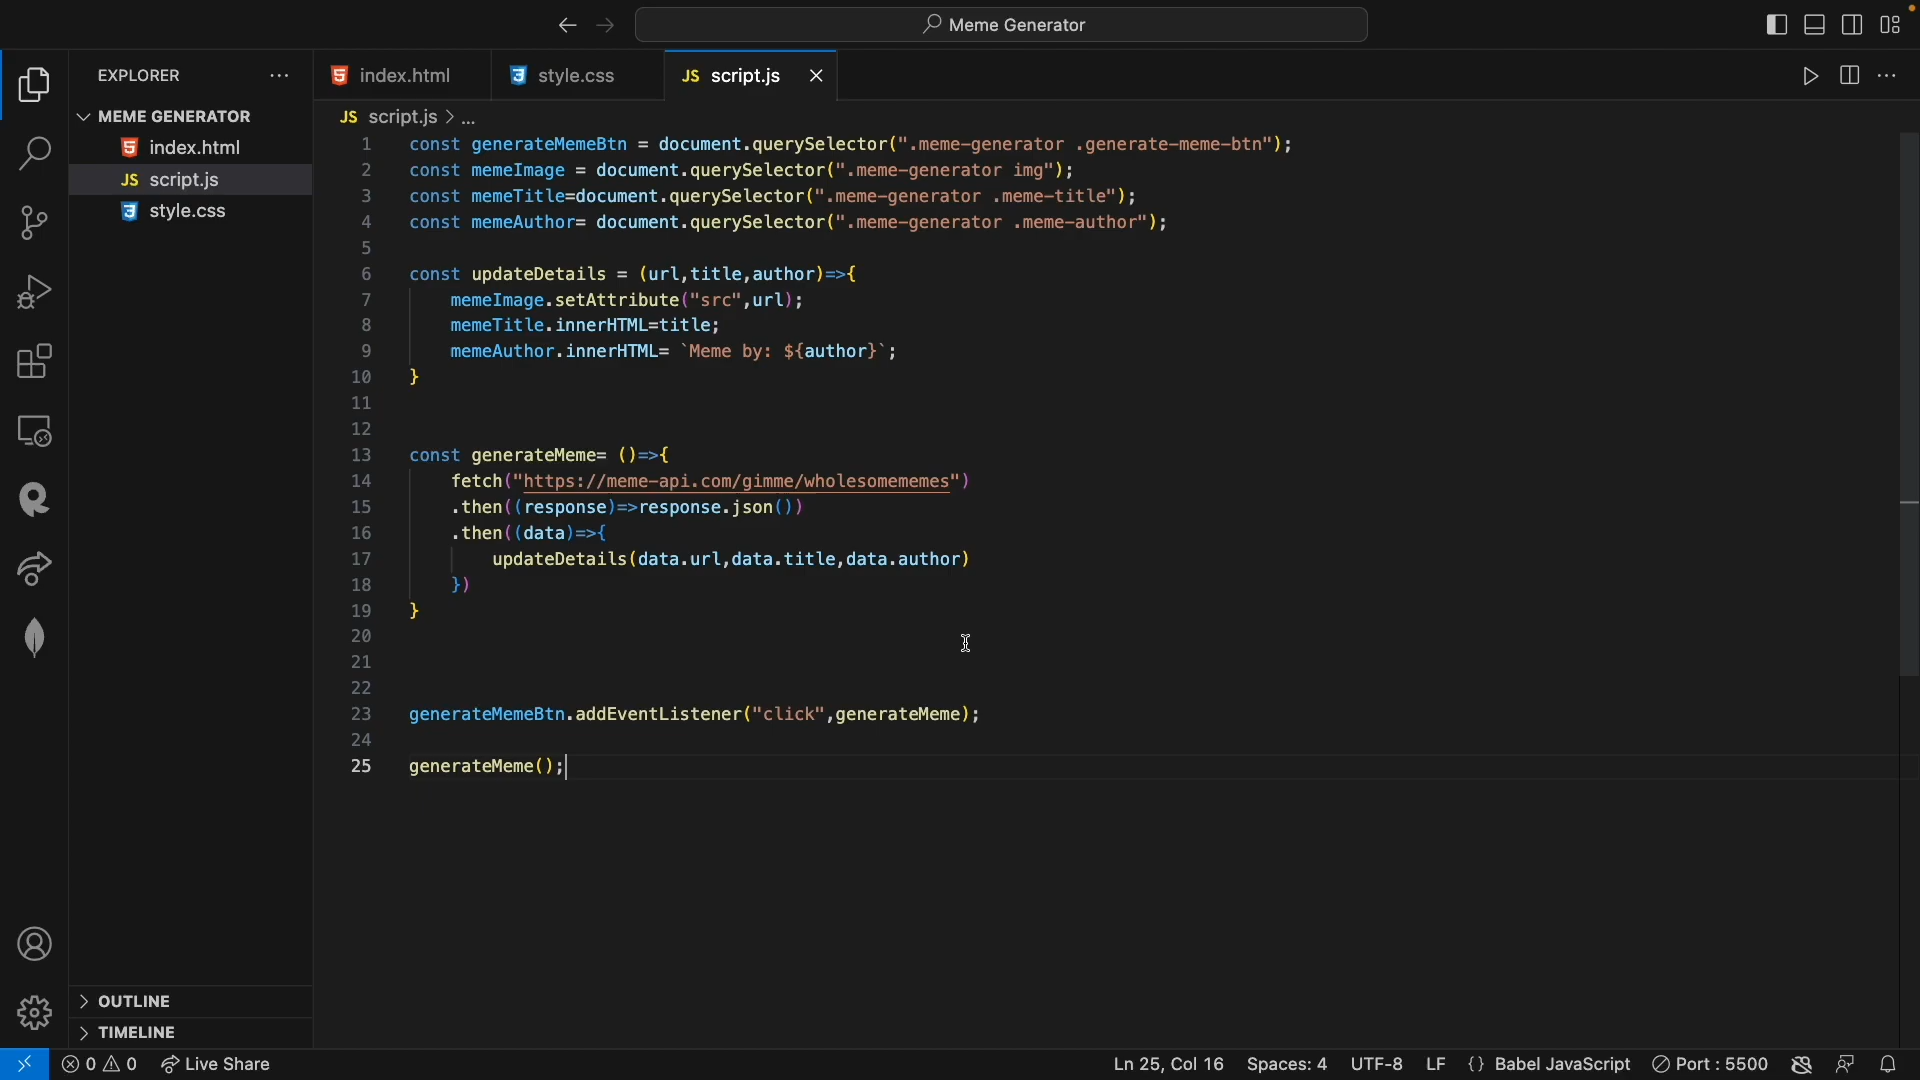 Meme Generator
EXPLORER
MEME GENERATOR
index.html
JS script.js
style.css
OUTLINE
TIMELINE
index.html
style.css
JS script.js
JS script.js > ...
1 const generateMemeBtn = document.querySelector(".meme-generator .generate-meme-btn");
2 const memeImage = document.querySelector(".meme-generator img");
3 const memeTitle=document.querySelector(".meme-generator .meme-title");
4 const memeAuthor= document.querySelector(".meme-generator .meme-author");
5
6 const updateDetails = (url,title,author)=>{
7     memeImage.setAttribute("src",url);
8     memeTitle.innerHTML=title;
9     memeAuthor.innerHTML= `Meme by: ${author}`;
10 }
11
12
13 const generateMeme= ()=>{
14     fetch("https://meme-api.com/gimme/wholesomememes")
15     .then((response)=>response.json())
16     .then((data)=>{
17         updateDetails(data.url,data.title,data.author)
18     })
19 }
20
21
22
23 generateMemeBtn.addEventListener("click",generateMeme);
24
25 generateMeme();
0 0 Live Share
Ln 25, Col 16 Spaces: 4 UTF-8 LF {} Babel JavaScript Port : 5500